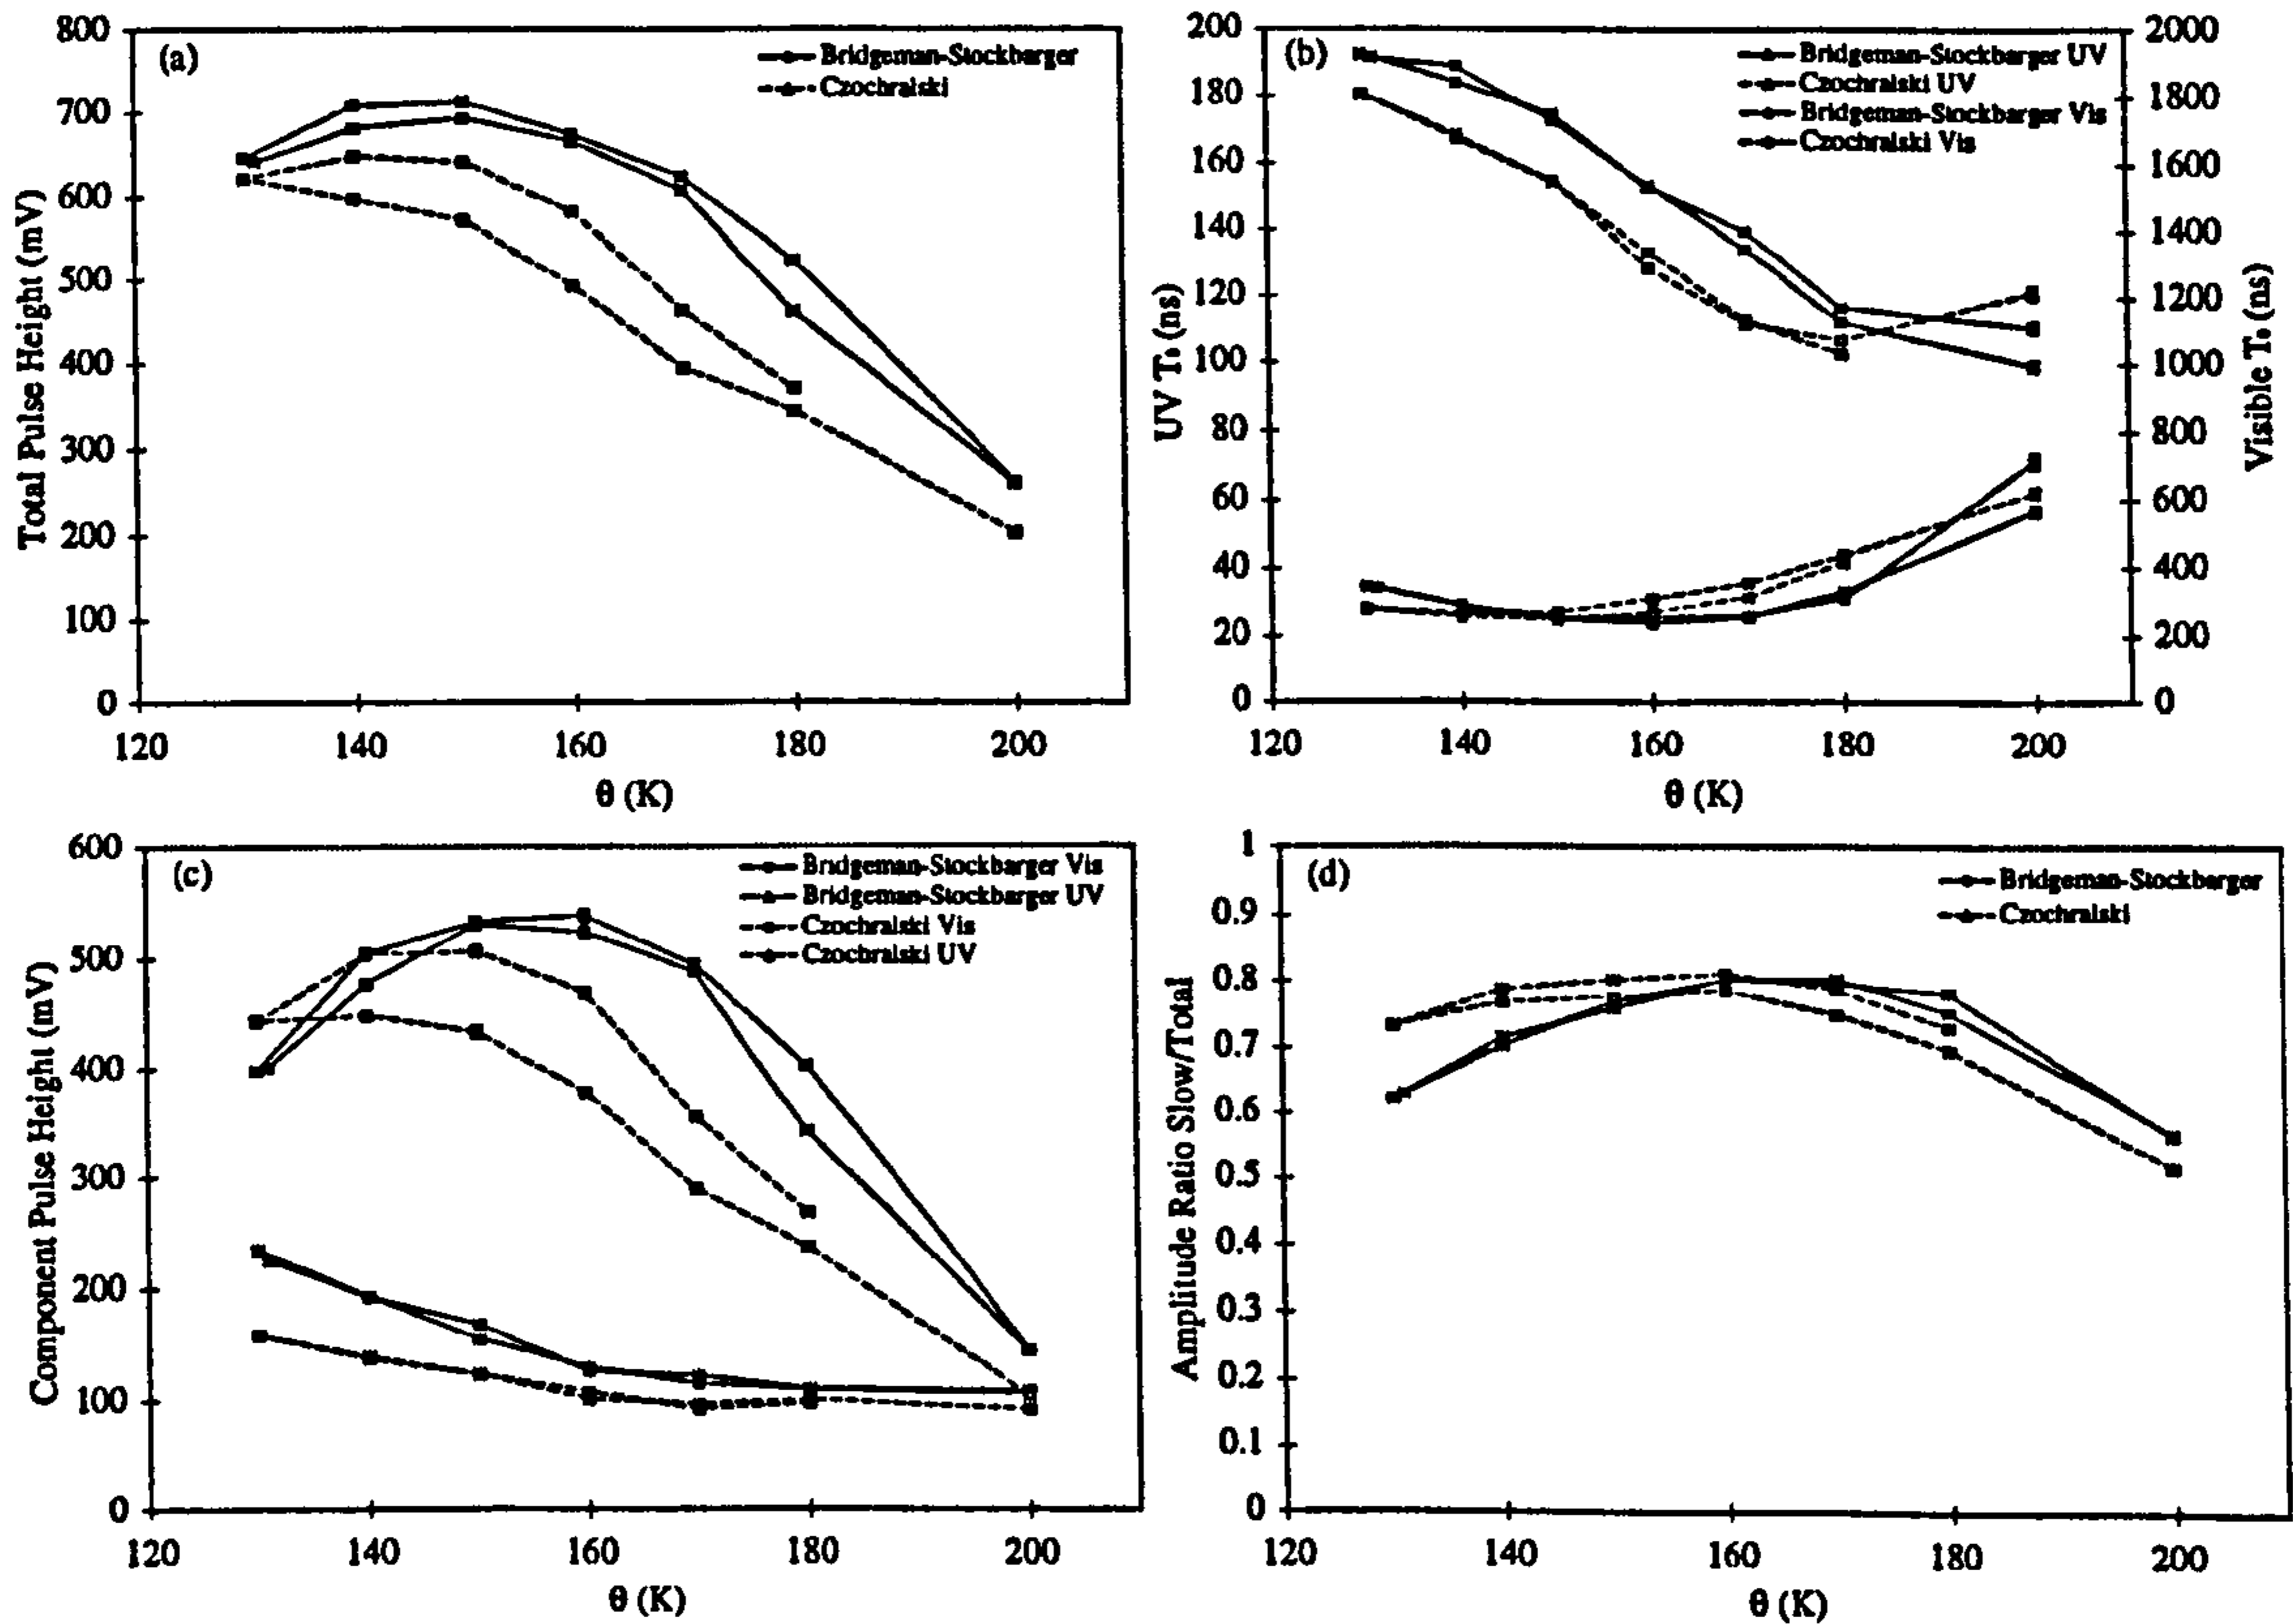 (a)
Bridgeman-Stockbarger
Czochralski
800
700
600
500
400
300
200
100
0
Total Pulse Height (mV)
120
140
160
180
200
θ (K)
(b)
Bridgeman-Stockbarger UV
Czochralski UV
Bridgeman-Stockbarger Vis
Czochralski Vis
200
180
160
140
120
100
80
60
40
20
0
UV T₀ (ns)
2000
1800
1600
1400
1200
1000
800
600
400
200
0
Visible T₀ (ns)
120
140
160
180
200
θ (K)
(c)
Bridgeman-Stockbarger Vis
Bridgeman-Stockbarger UV
Czochralski Vis
Czochralski UV
600
500
400
300
200
100
0
Component Pulse Height (mV)
120
140
160
180
200
θ (K)
(d)
Bridgeman-Stockbarger
Czochralski
1
0.9
0.8
0.7
0.6
0.5
0.4
0.3
0.2
0.1
0
Amplitude Ratio Slow/Total
120
140
160
180
200
θ (K)